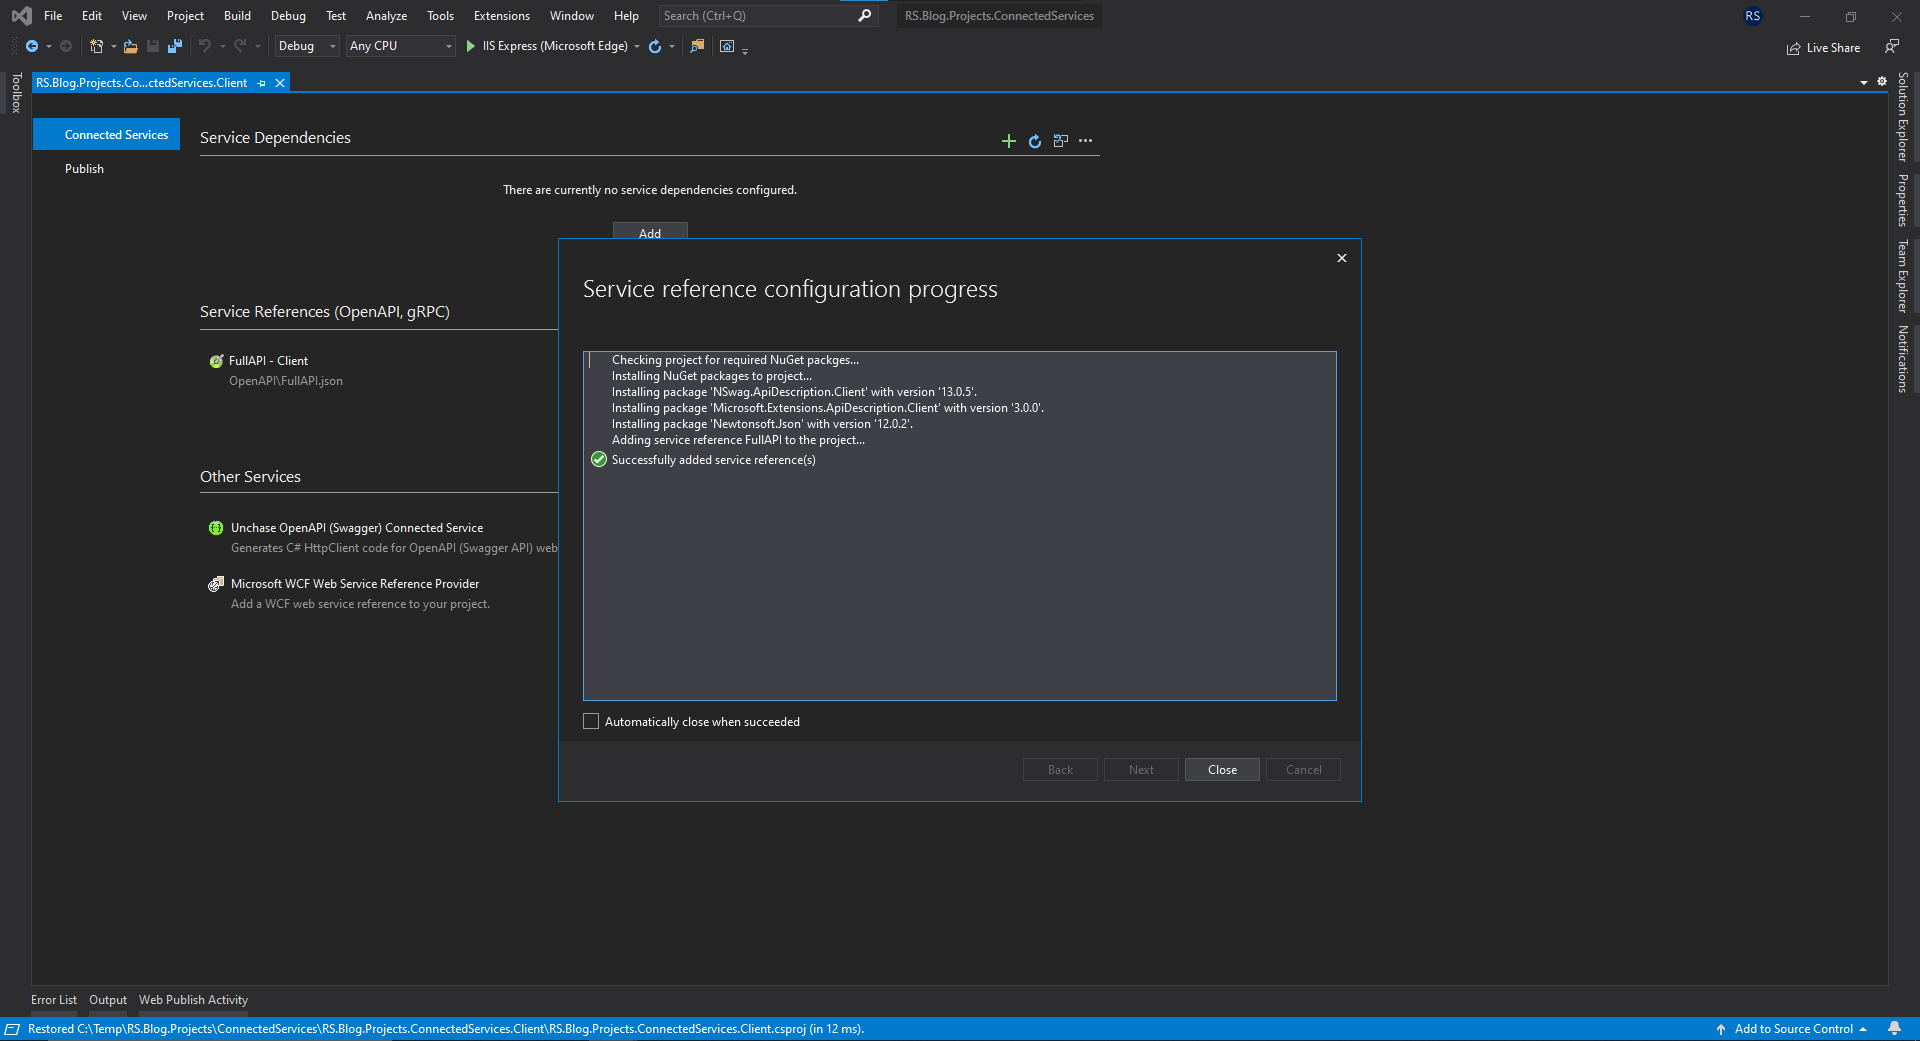 File Edit View Project Build Debug Test Analyze Tools Extensions Window Help Search (Ctrl+Q) RS.Blog.Projects.ConnectedServices RS
Debug Any CPU IIS Express (Microsoft Edge) Live Share
Toolbox
RS.Blog.Projects.Co...ctedServices.Client
Solution Explorer
Properties
Team Explorer
Notifications
Connected Services
Publish
Service Dependencies
There are currently no service dependencies configured.
Add
Service References (OpenAPI, gRPC)
FullAPI - Client
OpenAPI\FullAPI.json
Other Services
Unchase OpenAPI (Swagger) Connected Service
Generates C# HttpClient code for OpenAPI (Swagger API) web
Microsoft WCF Web Service Reference Provider
Add a WCF web service reference to your project.
Service reference configuration progress
Checking project for required NuGet packges...
Installing NuGet packages to project...
Installing package 'NSwag.ApiDescription.Client' with version '13.0.5'.
Installing package 'Microsoft.Extensions.ApiDescription.Client' with version '3.0.0'.
Installing package 'Newtonsoft.Json' with version '12.0.2'.
Adding service reference FullAPI to the project...
Successfully added service reference(s)
Automatically close when succeeded
Back Next Close Cancel
Error List Output Web Publish Activity
Restored C:\Temp\RS.Blog.Projects\ConnectedServices\RS.Blog.Projects.ConnectedServices.Client\RS.Blog.Projects.ConnectedServices.Client.csproj (in 12 ms). Add to Source Control